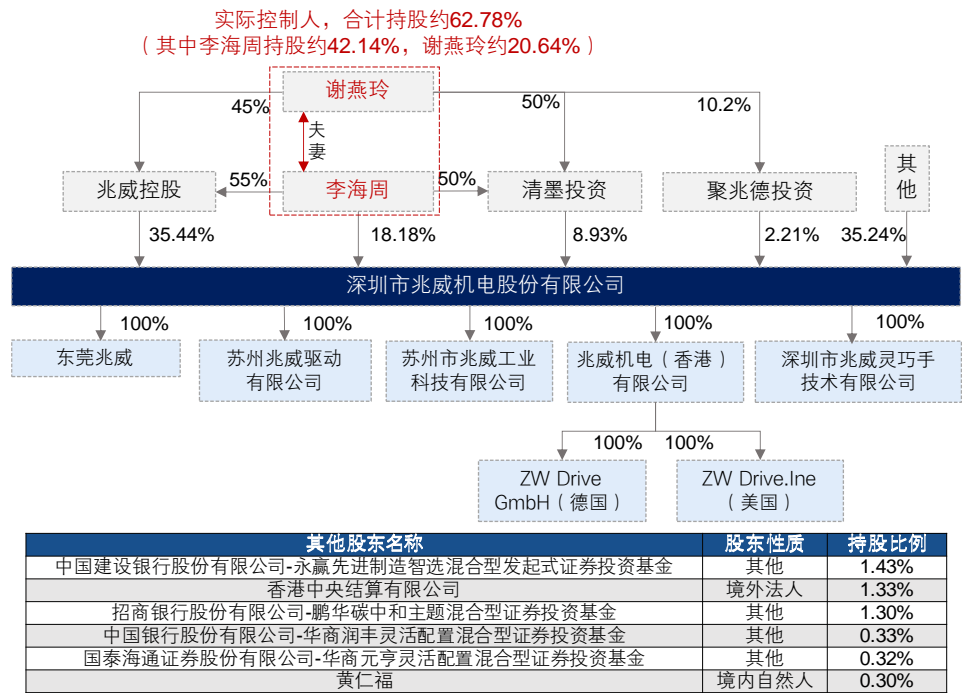 实际控制人，合计持股约62.78%
（其中李海周持股约42.14%，谢燕玲约20.64%）
谢燕玲
45%
50%
10.2%
夫
妻
其
他
兆威控股
55%
李海周
50%
清墨投资
聚兆德投资
35.44%
18.18%
8.93%
2.21%
35.24%
深圳市兆威机电股份有限公司
100%
100%
100%
100%
100%
东莞兆威
苏州兆威驱动
有限公司
苏州市兆威工业
科技有限公司
兆威机电（香港）
有限公司
深圳市兆威灵巧手
技术有限公司
100%
100%
ZW Drive
GmbH（德国）
ZW Drive.Ine
（美国）
其他股东名称 股东性质 持股比例
中国建设银行股份有限公司-永赢先进制造智选混合型发起式证券投资基金 其他 1.43%
香港中央结算有限公司 境外法人 1.33%
招商银行股份有限公司-鹏华碳中和主题混合型证券投资基金 其他 1.30%
中国银行股份有限公司-华商润丰灵活配置混合型证券投资基金 其他 0.33%
国泰海通证券股份有限公司-华商元亨灵活配置混合型证券投资基金 其他 0.32%
黄仁福 境内自然人 0.30%